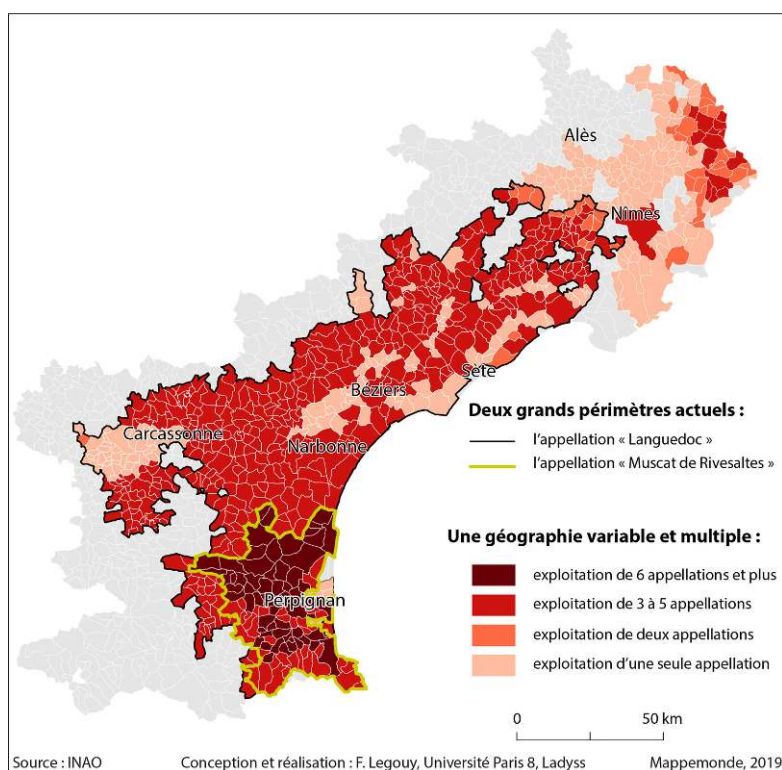 Alès
Nîmes
Sète
Béziers
Carcassonne
Narbonne
Perpignan
Deux grands périmètres actuels :
l'appellation « Languedoc »
l'appellation « Muscat de Rivesaltes »
Une géographie variable et multiple :
exploitation de 6 appellations et plus
exploitation de 3 à 5 appellations
exploitation de deux appellations
exploitation d'une seule appellation
0 50 km
Source : INAO Conception et réalisation : F. Legouy, Université Paris 8, Ladyss Mappemonde, 2019